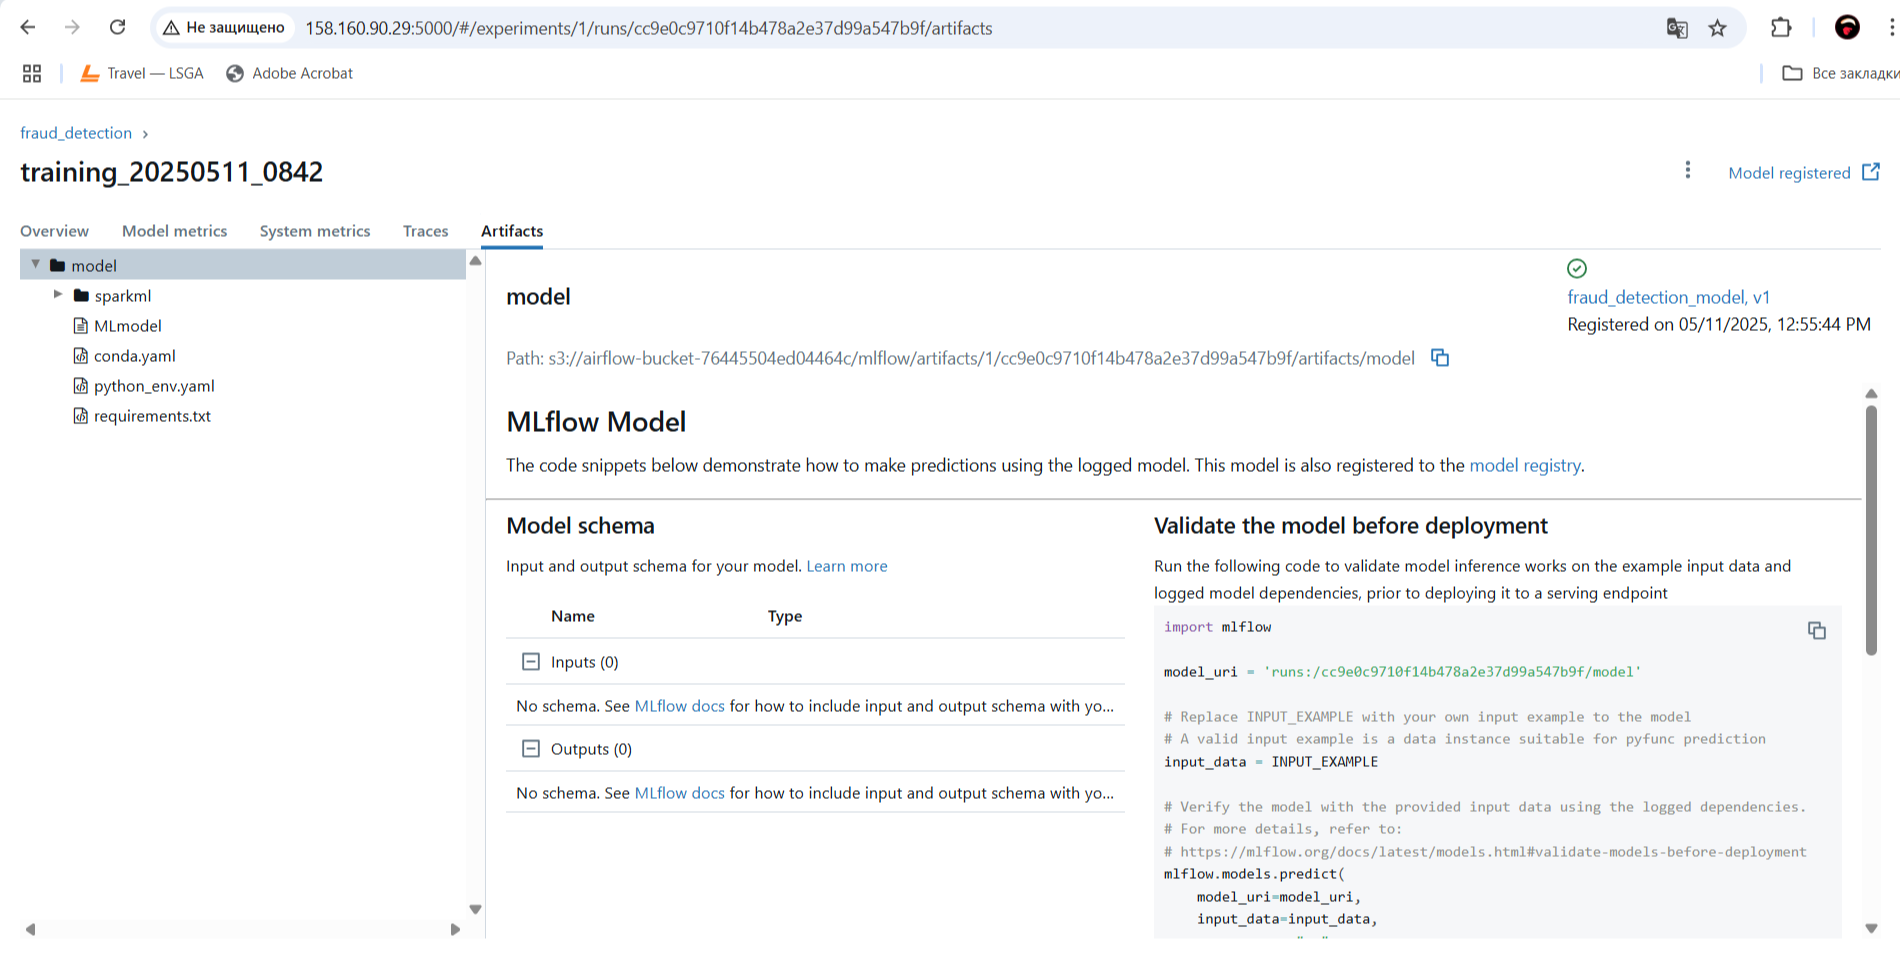 Не защищено
158.160.90.29:5000/#/experiments/1/runs/cc9e0c9710f14b478a2e37d99a547b9f/artifacts
Travel — LSGA
Adobe Acrobat
Все закладки
fraud_detection
training_20250511_0842
Model registered
Overview
Model metrics
System metrics
Traces
Artifacts
model
sparkml
MLmodel
conda.yaml
python_env.yaml
requirements.txt
model
fraud_detection_model, v1
Registered on 05/11/2025, 12:55:44 PM
Path: s3://airflow-bucket-76445504ed04464c/mlflow/artifacts/1/cc9e0c9710f14b478a2e37d99a547b9f/artifacts/model
MLflow Model
The code snippets below demonstrate how to make predictions using the logged model. This model is also registered to the model registry.
Model schema
Input and output schema for your model. Learn more
Name Type
Inputs (0)
No schema. See MLflow docs for how to include input and output schema with yo...
Outputs (0)
No schema. See MLflow docs for how to include input and output schema with yo...
Validate the model before deployment
Run the following code to validate model inference works on the example input data and
logged model dependencies, prior to deploying it to a serving endpoint
import mlflow
model_uri = 'runs:/cc9e0c9710f14b478a2e37d99a547b9f/model'
# Replace INPUT_EXAMPLE with your own input example to the model
# A valid input example is a data instance suitable for pyfunc prediction
input_data = INPUT_EXAMPLE
# Verify the model with the provided input data using the logged dependencies.
# For more details, refer to:
# https://mlflow.org/docs/latest/models.html#validate-models-before-deployment
mlflow.models.predict(
model_uri=model_uri,
input_data=input_data,